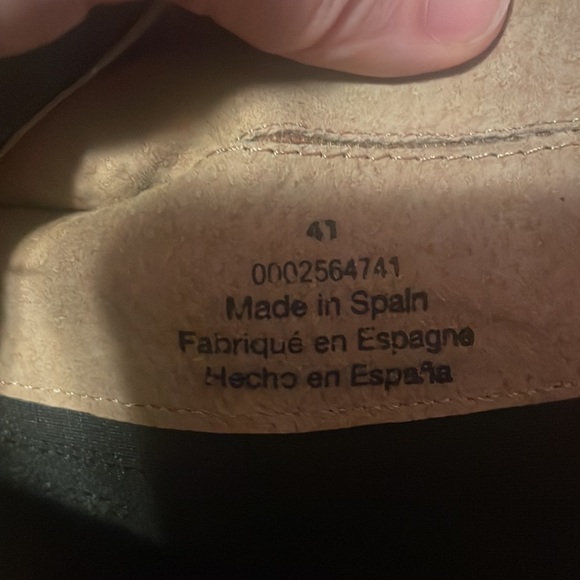 41
0002564741
Made in Spain
Fabriqué en Espagne
Hecho en España